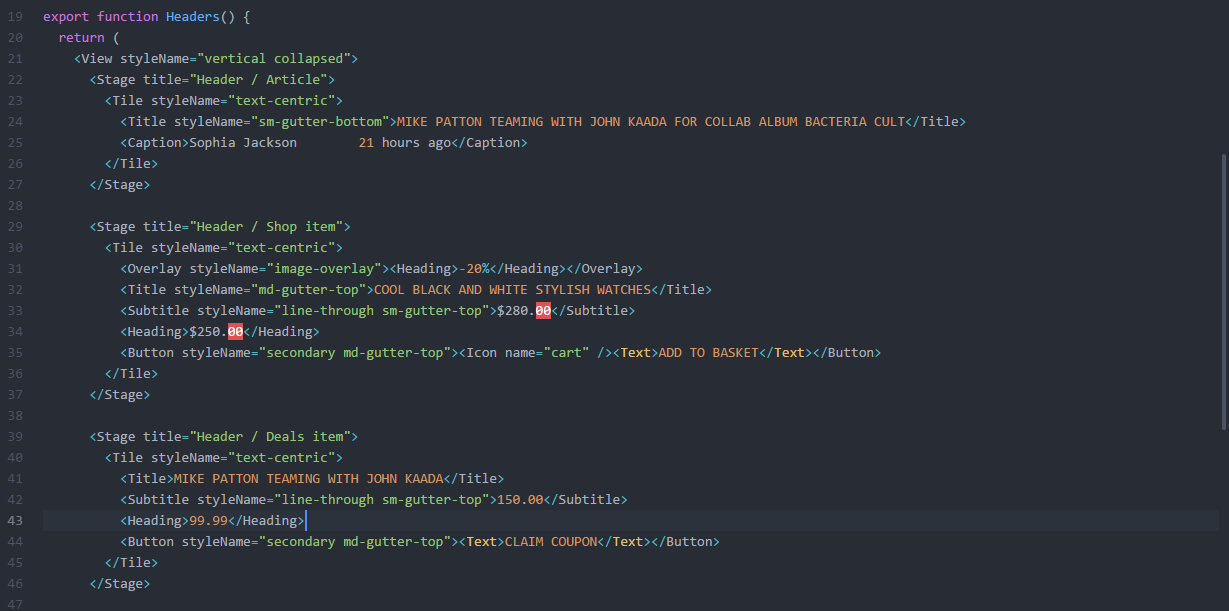 19 export function Headers() {
20   return (
21     <View styleName="vertical collapsed">
22       <Stage title="Header / Article">
23         <Tile styleName="text-centric">
24           <Title styleName="sm-gutter-bottom">MIKE PATTON TEAMING WITH JOHN KAADA FOR COLLAB ALBUM BACTERIA CULT</Title>
25           <Caption>Sophia Jackson        21 hours ago</Caption>
26         </Tile>
27       </Stage>
28
29       <Stage title="Header / Shop item">
30         <Tile styleName="text-centric">
31           <Overlay styleName="image-overlay"><Heading>-20%</Heading></Overlay>
32           <Title styleName="md-gutter-top">COOL BLACK AND WHITE STYLISH WATCHES</Title>
33           <Subtitle styleName="line-through sm-gutter-top">$280.00</Subtitle>
34           <Heading>$250.00</Heading>
35           <Button styleName="secondary md-gutter-top"><Icon name="cart" /><Text>ADD TO BASKET</Text></Button>
36         </Tile>
37       </Stage>
38
39       <Stage title="Header / Deals item">
40         <Tile styleName="text-centric">
41           <Title>MIKE PATTON TEAMING WITH JOHN KAADA</Title>
42           <Subtitle styleName="line-through sm-gutter-top">150.00</Subtitle>
43           <Heading>99.99</Heading>
44           <Button styleName="secondary md-gutter-top"><Text>CLAIM COUPON</Text></Button>
45         </Tile>
46       </Stage>
47